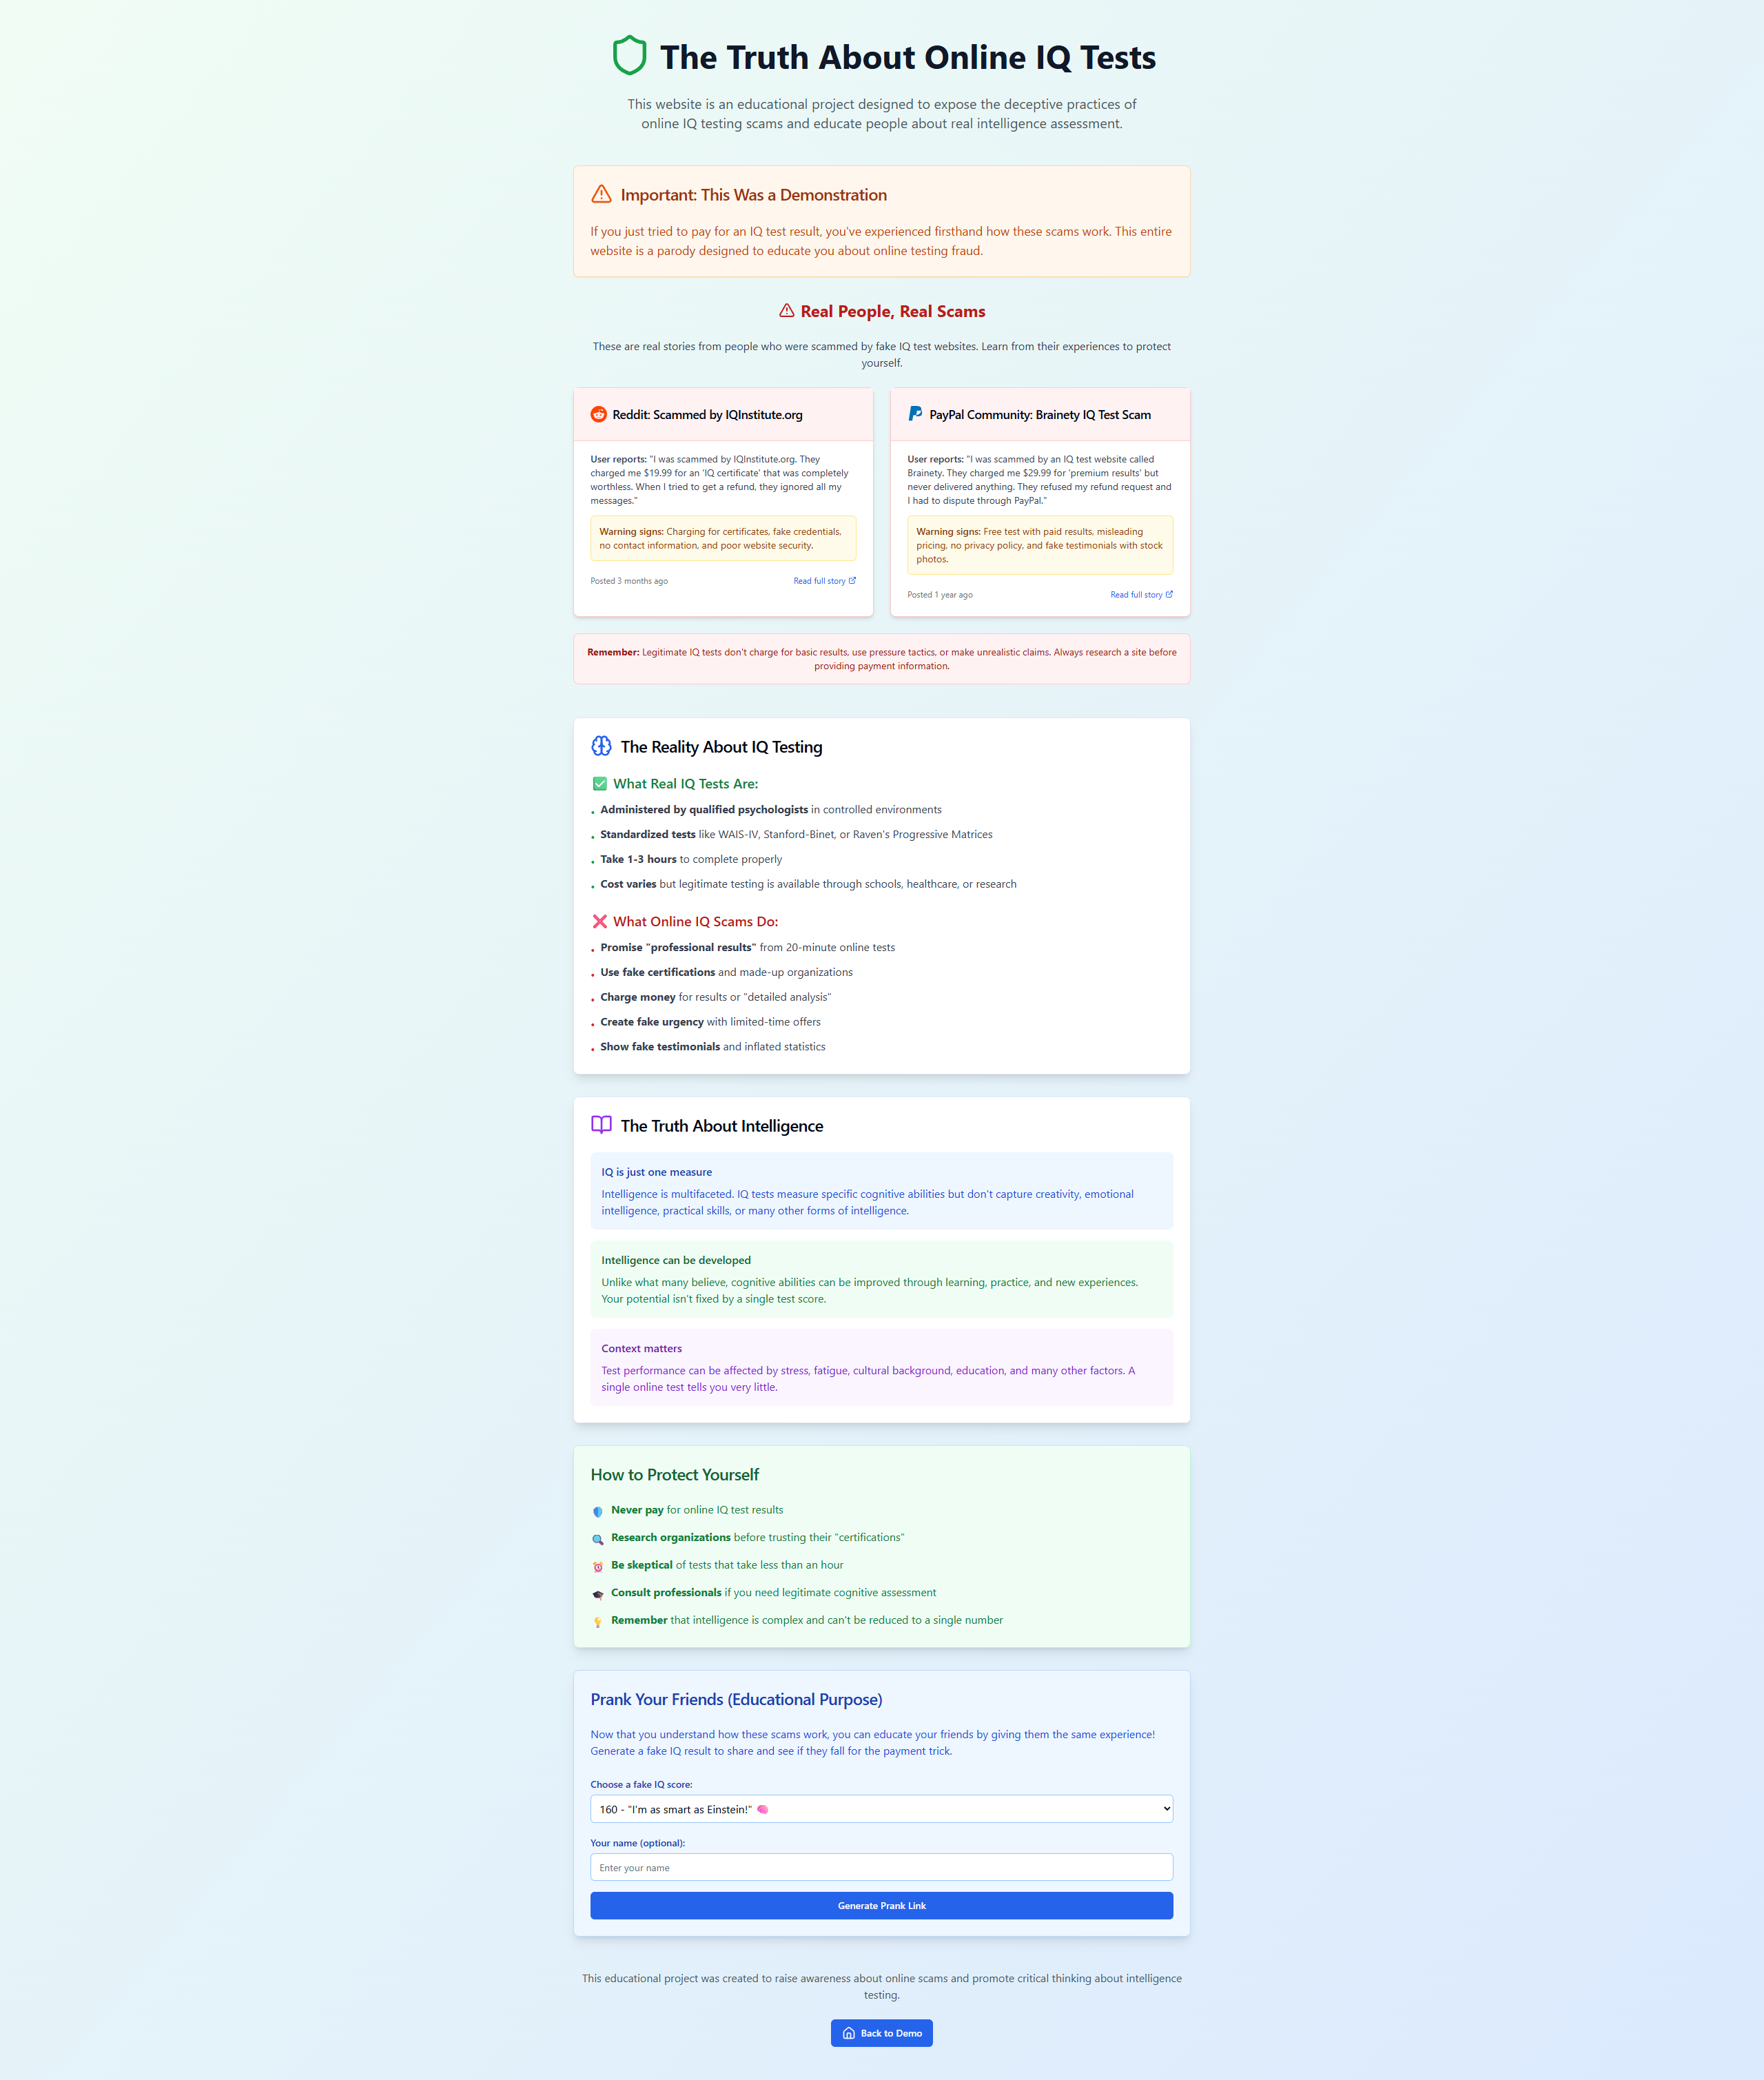 The Truth About Online IQ Tests
This website is an educational project designed to expose the deceptive practices of
online IQ testing scams and educate people about real intelligence assessment.
Important: This Was a Demonstration
If you just tried to pay for an IQ test result, you've experienced firsthand how these scams work. This entire
website is a parody designed to educate you about online testing fraud.
Real People, Real Scams
These are real stories from people who were scammed by fake IQ test websites. Learn from their experiences to protect
yourself.
Reddit: Scammed by IQInstitute.org
User reports: "I was scammed by IQInstitute.org. They
charged me $19.99 for an 'IQ certificate' that was completely
worthless. When I tried to get a refund, they ignored all my
messages."
Warning signs: Charging for certificates, fake credentials,
no contact information, and poor website security.
Posted 3 months ago
Read full story
PayPal Community: Brainety IQ Test Scam
User reports: "I was scammed by an IQ test website called
Brainety. They charged me $29.99 for 'premium results' but
never delivered anything. They refused my refund request and
I had to dispute through PayPal."
Warning signs: Free test with paid results, misleading
pricing, no privacy policy, and fake testimonials with stock
photos.
Posted 1 year ago
Read full story
Remember: Legitimate IQ tests don't charge for basic results, use pressure tactics, or make unrealistic claims. Always research a site before
providing payment information.
The Reality About IQ Testing
✅ What Real IQ Tests Are:
• Administered by qualified psychologists in controlled environments
• Standardized tests like WAIS-IV, Stanford-Binet, or Raven's Progressive Matrices
• Take 1-3 hours to complete properly
• Cost varies but legitimate testing is available through schools, healthcare, or research
❌ What Online IQ Scams Do:
• Promise "professional results" from 20-minute online tests
• Use fake certifications and made-up organizations
• Charge money for results or "detailed analysis"
• Create fake urgency with limited-time offers
• Show fake testimonials and inflated statistics
The Truth About Intelligence
IQ is just one measure
Intelligence is multifaceted. IQ tests measure specific cognitive abilities but don't capture creativity, emotional
intelligence, practical skills, or many other forms of intelligence.
Intelligence can be developed
Unlike what many believe, cognitive abilities can be improved through learning, practice, and new experiences.
Your potential isn't fixed by a single test score.
Context matters
Test performance can be affected by stress, fatigue, cultural background, education, and many other factors. A
single online test tells you very little.
How to Protect Yourself
Never pay for online IQ test results
Research organizations before trusting their "certifications"
Be skeptical of tests that take less than an hour
Consult professionals if you need legitimate cognitive assessment
Remember that intelligence is complex and can't be reduced to a single number
Prank Your Friends (Educational Purpose)
Now that you understand how these scams work, you can educate your friends by giving them the same experience!
Generate a fake IQ result to share and see if they fall for the payment trick.
Choose a fake IQ score:
160 - "I'm as smart as Einstein!" 🧠
Your name (optional):
Enter your name
Generate Prank Link
This educational project was created to raise awareness about online scams and promote critical thinking about intelligence
testing.
Back to Demo